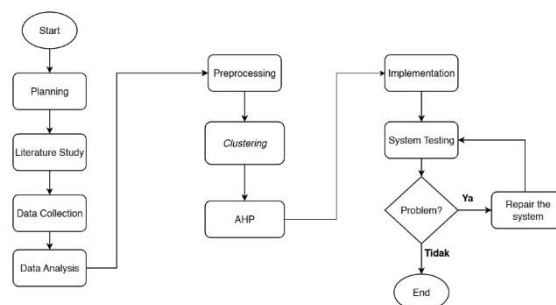 Start
Planning
Literature Study
Data Collection
Data Analysis
Preprocessing
Clustering
AHP
Implementation
System Testing
Problem?
Ya
Repair the
system
Tidak
End